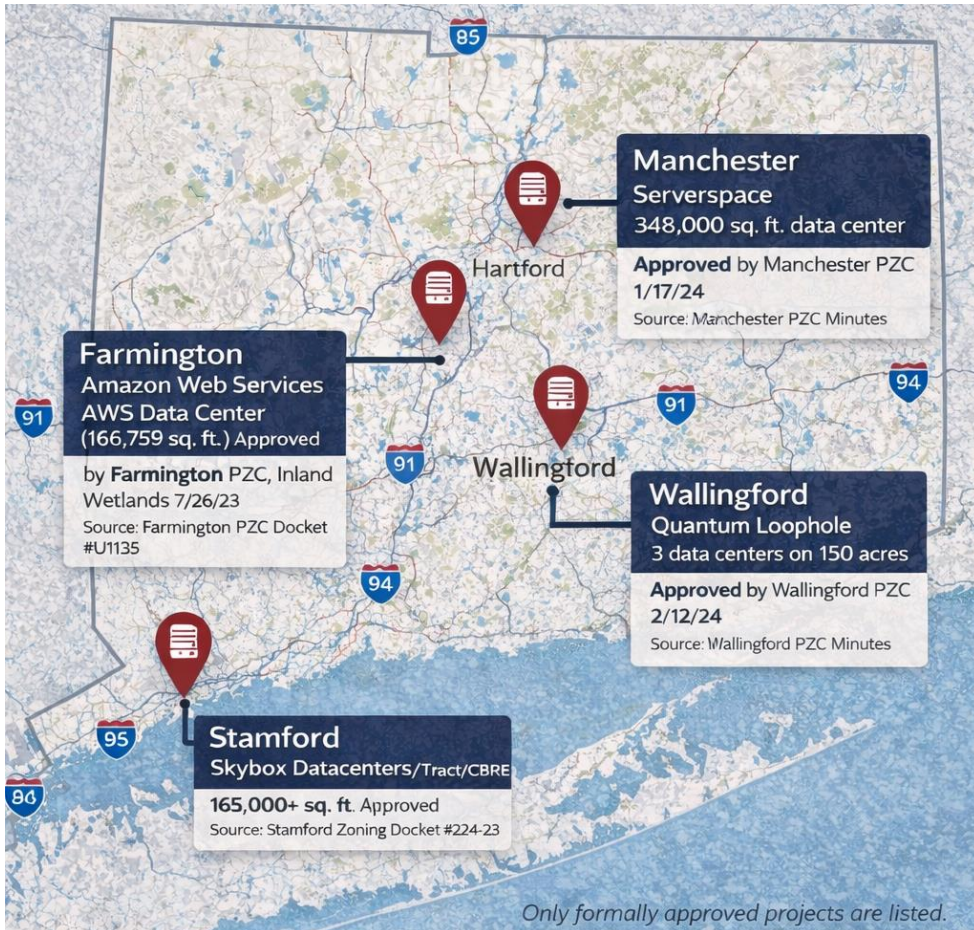 85
Manchester
Serverspace
348,000 sq. ft. data center
Approved by Manchester PZC
1/17/24
Source: Manchester PZC Minutes
Hartford
Farmington
Amazon Web Services
AWS Data Center
(166,759 sq. ft.) Approved
by Farmington PZC, Inland
Wetlands 7/26/23
Source: Farmington PZC Docket
#U1135
91
94
91
91
Wallingford
Wallingford
Quantum Loophole
3 data centers on 150 acres
Approved by Wallingford PZC
2/12/24
Source: Wallingford PZC Minutes
94
95
Stamford
Skybox Datacenters/Tract/CBRE
165,000+ sq. ft. Approved
Source: Stamford Zoning Docket #224-23
Only formally approved projects are listed.